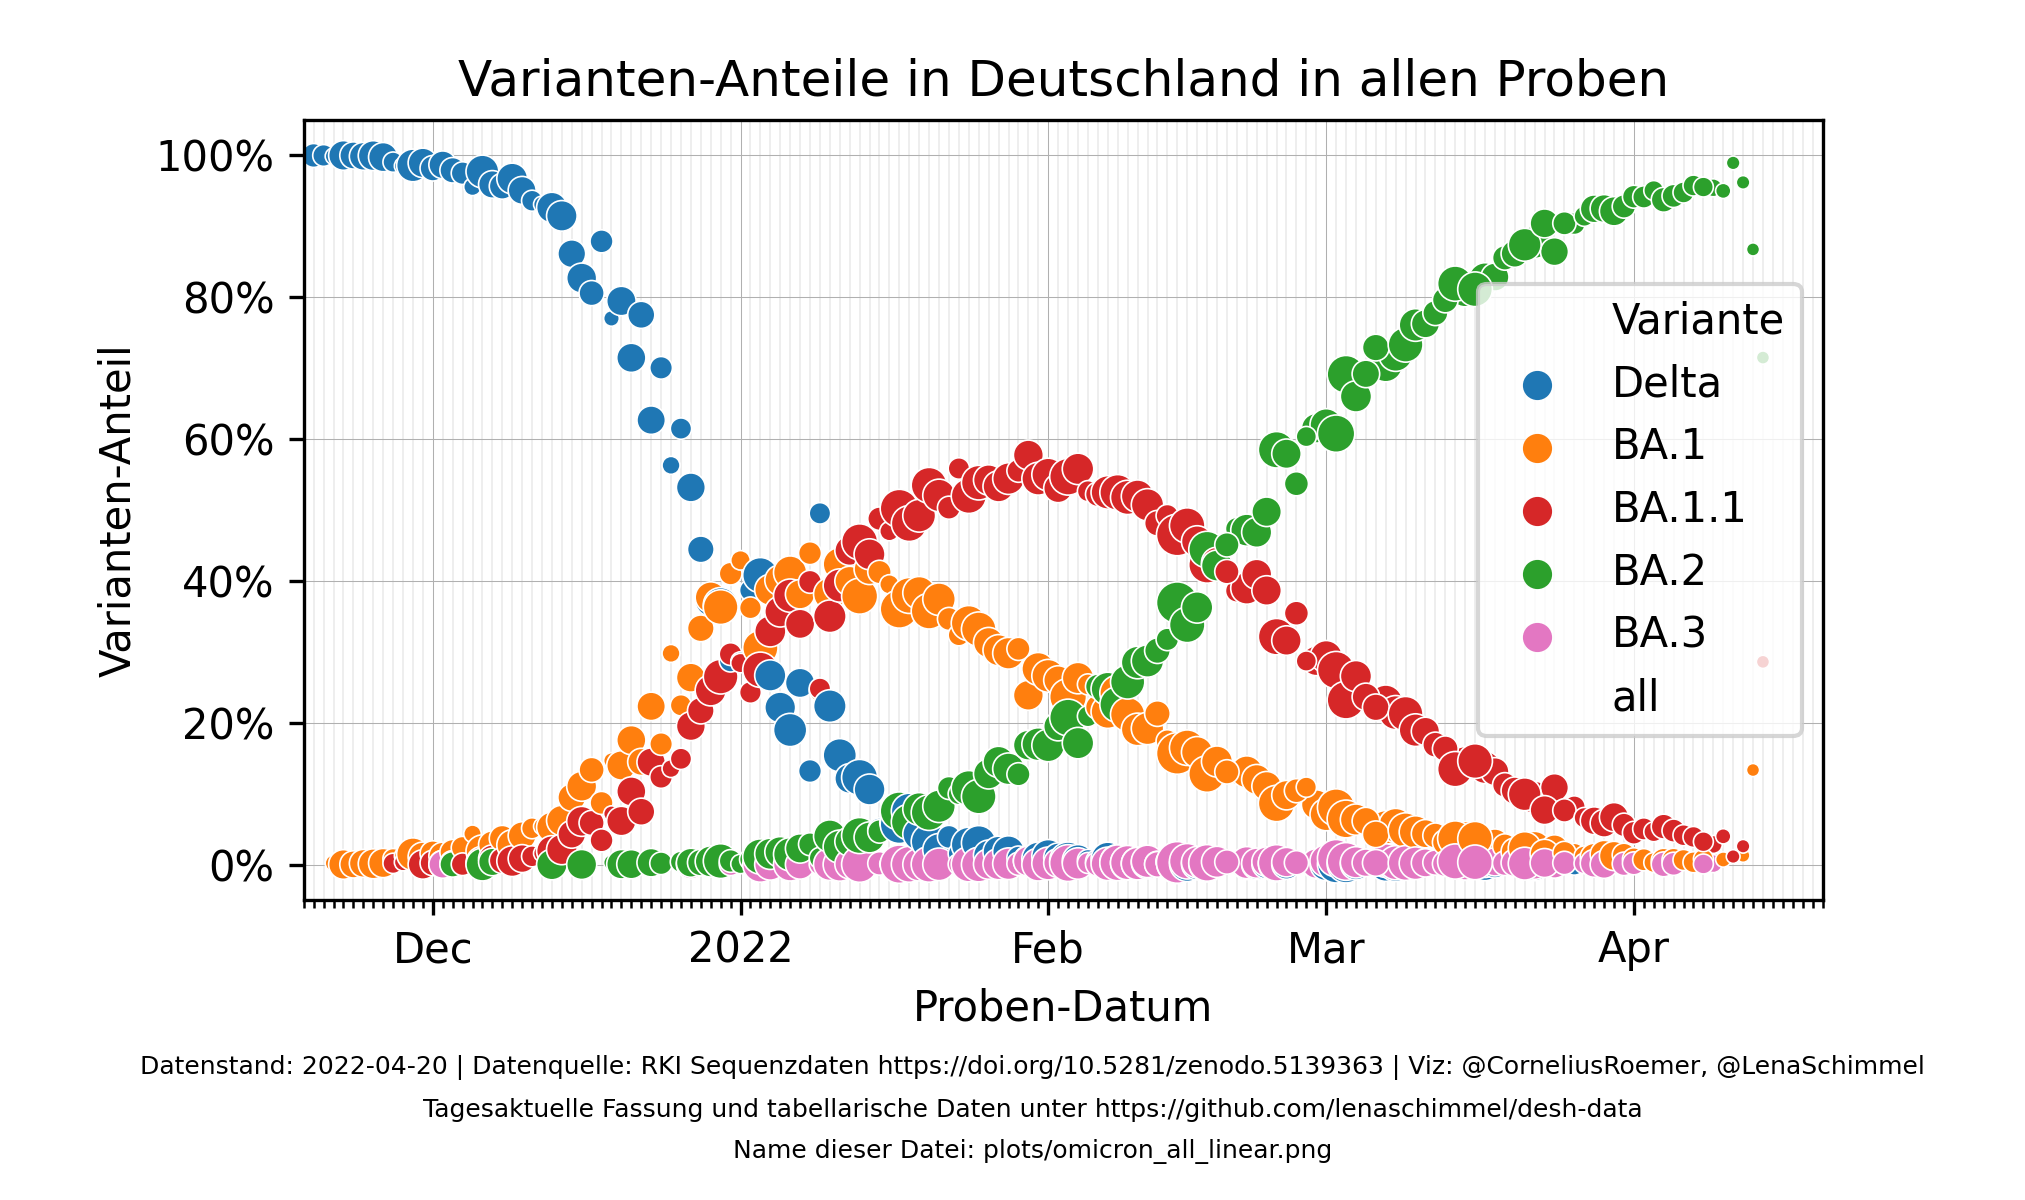 Varianten-Anteile in Deutschland in allen Proben
100%
80%
60%
40%
20%
0%
Varianten-Anteil
Variante
Delta
BA.1
BA.1.1
BA.2
BA.3
all
Dec 2022 Feb Mar Apr
Proben-Datum
Datenstand: 2022-04-20 | Datenquelle: RKI Sequenzdaten https://doi.org/10.5281/zenodo.5139363 | Viz: @CorneliusRoemer, @LenaSchimmel
Tagesaktuelle Fassung und tabellarische Daten unter https://github.com/lenaschimmel/desh-data
Name dieser Datei: plots/omicron_all_linear.png